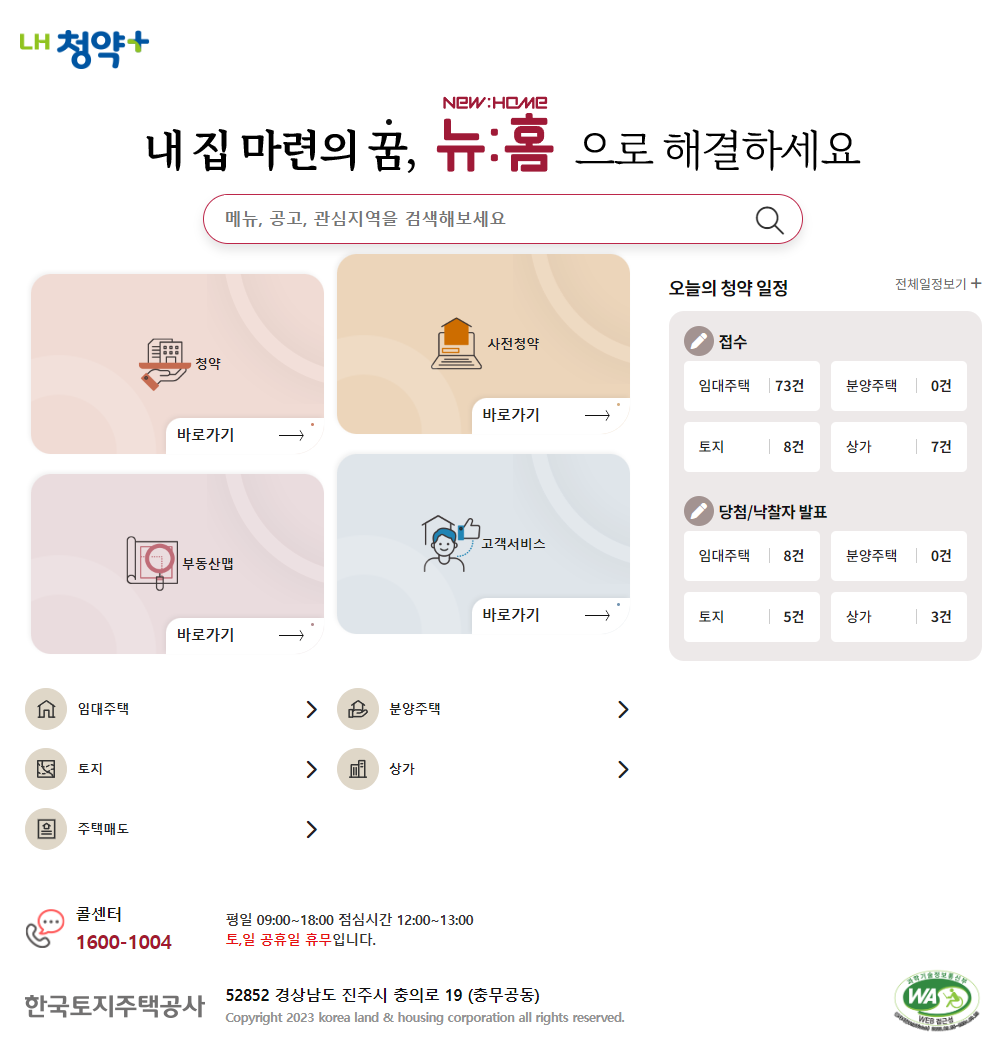 LH 청약+
NEW:HOME
내 집 마련의 꿈, 뉴:홈 으로 해결하세요
메뉴, 공고, 관심지역을 검색해보세요
청약
바로가기
사전청약
바로가기
부동산맵
바로가기
고객서비스
바로가기
오늘의 청약 일정
전체일정보기 +
접수
임대주택 73건
분양주택 0건
토지 8건
상가 7건
당첨/낙찰자 발표
임대주택 8건
분양주택 0건
토지 5건
상가 3건
임대주택
분양주택
토지
상가
주택매도
콜센터
1600-1004
평일 09:00~18:00 점심시간 12:00~13:00
토,일 공휴일 휴무입니다.
한국토지주택공사
52852 경상남도 진주시 충의로 19 (충무공동)
Copyright 2023 korea land & housing corporation all rights reserved.
과학기술정보통신부
WA
WEB 접근성